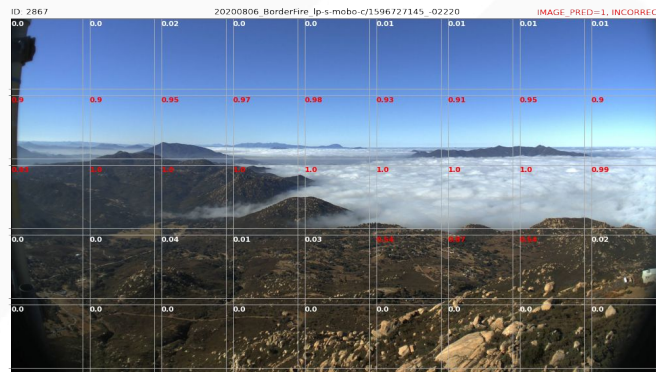 ID: 2867 20200806_BorderFire_lp-s-mobo-c/1596727145_-02220 IMAGE_PRED=1, INCORREC
0.0 0.0 0.02 0.0 0.0 0.01 0.01 0.01 0.01
0.9 0.9 0.95 0.97 0.98 0.93 0.91 0.95 0.9
1.0 1.0 1.0 1.0 0.99
0.0 0.0 0.04 0.01 0.03 0.02
0.0 0.0 0.0 0.0 0.0 0.0 0.0 0.0 0.0